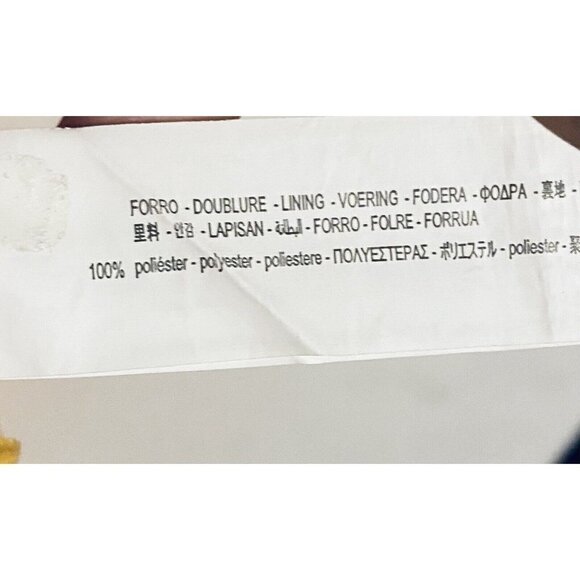 FORRO - DOUBLURE - LINING - VOERING - FODERA - ΦΟΔΡΑ - 裏地 -
里料 - 안감 - LAPISAN - البطانة - FORRO - FOLRE - FORRUA
100% poliéster - polyester - poliestere - ΠΟΛΥΕΣΤΕΡΑΣ - ポリエステル - poliester -